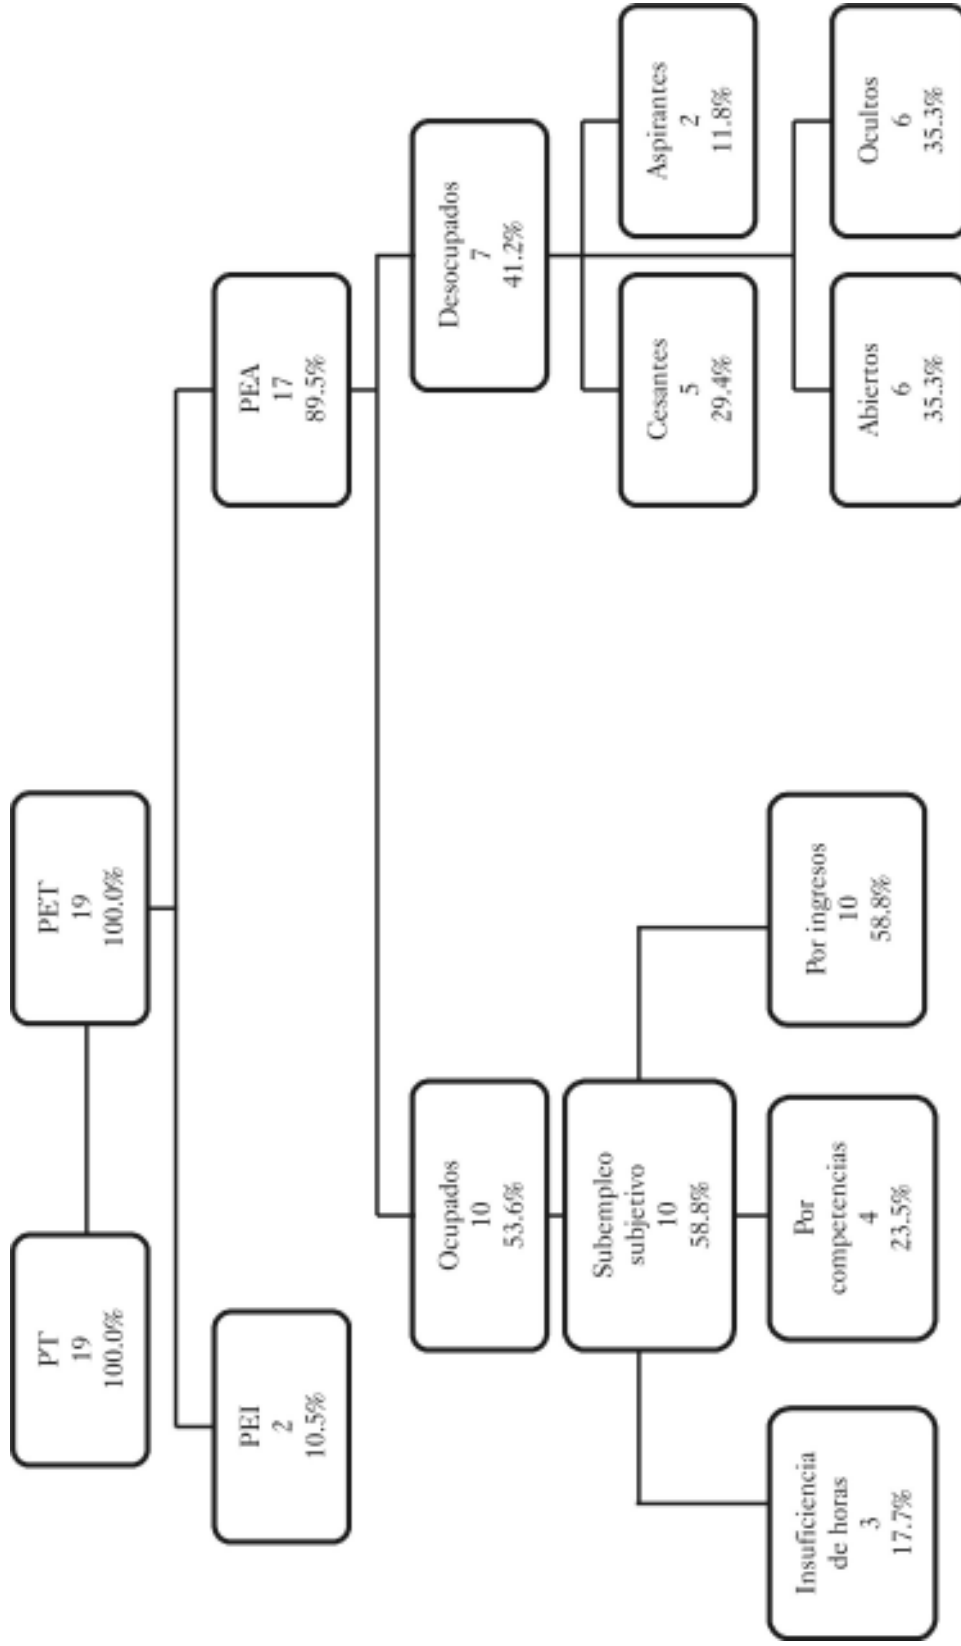 PT
19
100.0%
PET
19
100.0%
PEI
2
10.5%
PEA
17
89.5%
Ocupados
10
53.6%
Desocupados
7
41.2%
Subempleo
subjetivo
10
58.8%
Cesantes
5
29.4%
Aspirantes
2
11.8%
Insuficiencia
de horas
3
17.7%
Por
competencias
4
23.5%
Por ingresos
10
58.8%
Abiertos
6
35.3%
Ocultos
6
35.3%